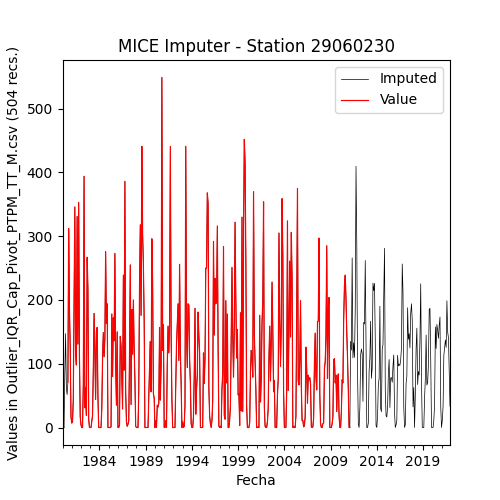 MICE Imputer - Station 29060230
Imputed
Value
Values in Outlier_IQR_Cap_Pivot_PTPM_TT_M.csv (504 recs.)
500
400
300
200
100
0
1984 1989 1994 1999 2004 2009 2014 2019
Fecha